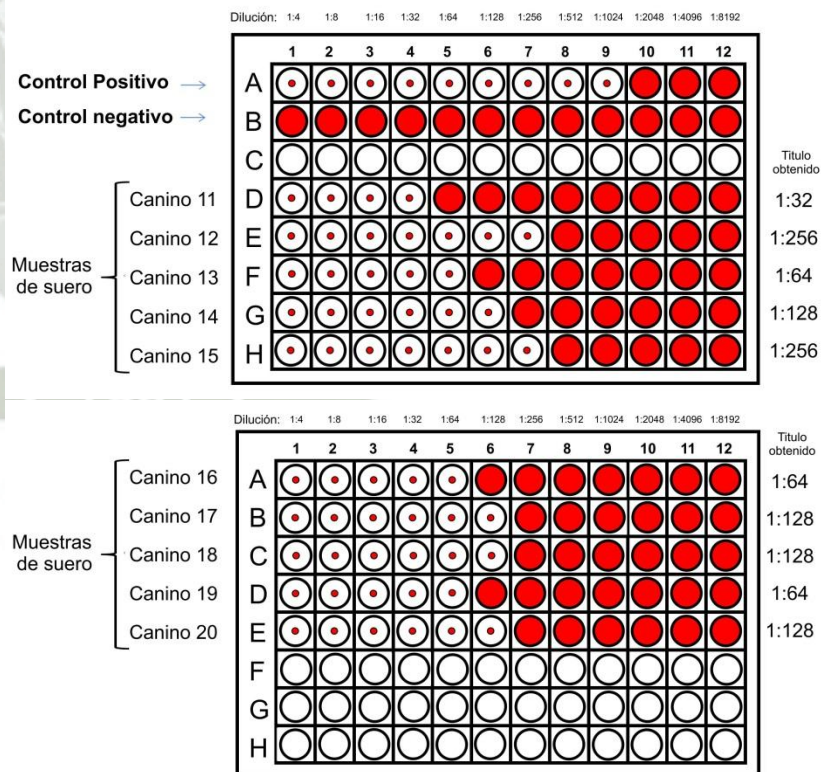 Dilución: 1:4 1:8 1:16 1:32 1:64 1:128 1:256 1:512 1:1024 1:2048 1:4096 1:8192
1 2 3 4 5 6 7 8 9 10 11 12
Control Positivo → A
Control negativo → B
C
Titulo
obtenido
Canino 11 D 1:32
Canino 12 E 1:256
Muestras
de suero
Canino 13 F 1:64
Canino 14 G 1:128
Canino 15 H 1:256
Dilución: 1:4 1:8 1:16 1:32 1:64 1:128 1:256 1:512 1:1024 1:2048 1:4096 1:8192
1 2 3 4 5 6 7 8 9 10 11 12
Titulo
obtenido
Canino 16 A 1:64
Canino 17 B 1:128
Muestras
de suero
Canino 18 C 1:128
Canino 19 D 1:64
Canino 20 E 1:128
F
G
H